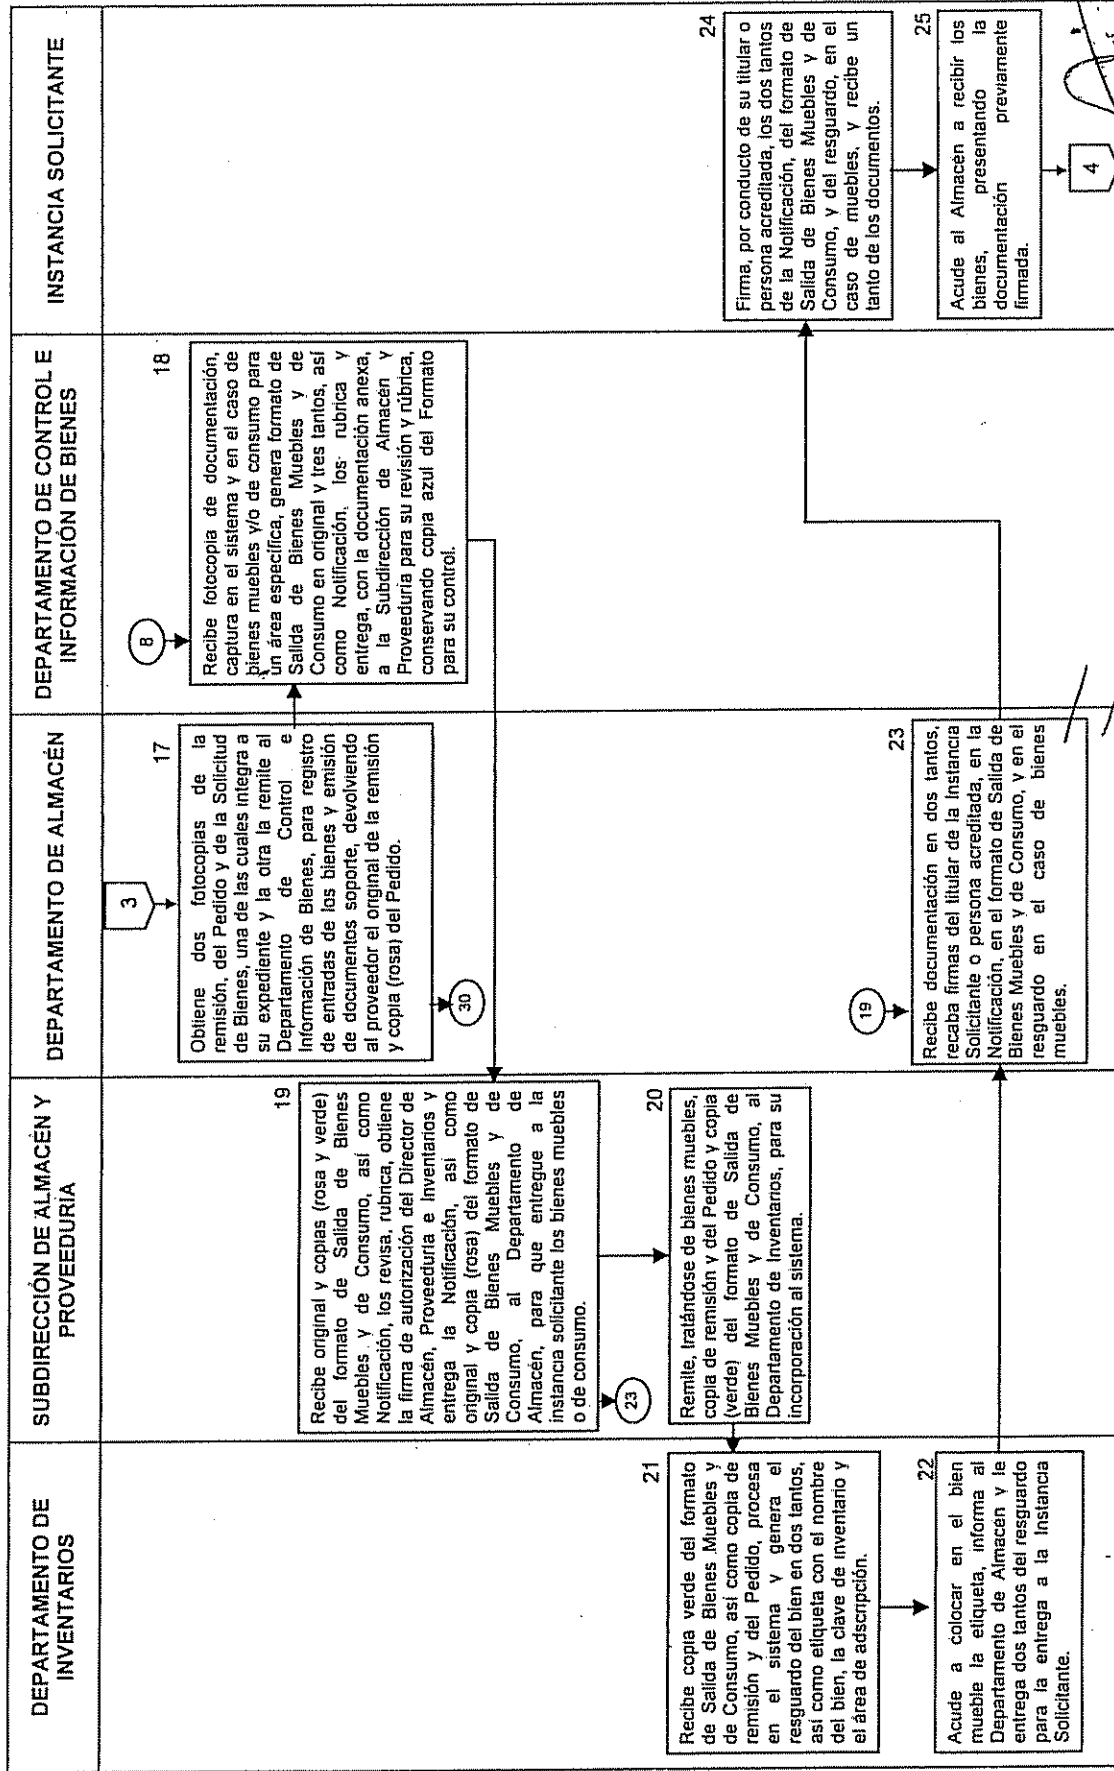 DEPARTAMENTO DE
INVENTARIOS
SUBDIRECCIÓN DE ALMACÉN Y
PROVEEDURÍA
DEPARTAMENTO DE ALMACÉN
DEPARTAMENTO DE CONTROL E
INFORMACIÓN DE BIENES
INSTANCIA SOLICITANTE
3
17
Obtiene dos fotocopias de la
remisión, del Pedido y de la Solicitud
de Bienes, una de las cuales integra a
su expediente y la otra la remite al
Departamento de Control e
Información de Bienes, para registro
de entradas de los bienes y emisión
de documentos soporte, devolviendo
al proveedor el original de la remisión
y copia (rosa) del Pedido.
30
8
18
Recibe fotocopia de documentación,
captura en el sistema y en el caso de
bienes muebles y/o de consumo para
un área específica, genera formato de
Salida de Bienes Muebles y de
Consumo en original y tres tantos, así
como Notificación, los rubrica y
entrega, con la documentación anexa,
a la Subdirección de Almacén y
Proveeduría para su revisión y rúbrica,
conservando copia azul del Formato
para su control.
19
Recibe original y copias (rosa y verde)
del formato de Salida de Bienes
Muebles y de Consumo, así como
Notificación, los revisa, rubrica, obtiene
la firma de autorización del Director de
Almacén, Proveeduría e Inventarios y
entrega la Notificación, así como
original y copia (rosa) del formato de
Salida de Bienes Muebles y de
Consumo, al Departamento de
Almacén, para que entregue a la
instancia solicitante los bienes muebles
o de consumo.
23
20
Remite, tratándose de bienes muebles,
copia de remisión y del Pedido y copia
(verde) del formato de Salida de
Bienes Muebles y de Consumo, al
Departamento de Inventarios, para su
incorporación al sistema.
21
Recibe copia verde del formato
de Salida de Bienes Muebles y
de Consumo, así como copia de
remisión y del Pedido, procesa
en el sistema y genera el
resguardo del bien en dos tantos,
así como etiqueta con el nombre
del bien, la clave de inventario y
el área de adscripción.
22
Acude a colocar en el bien
mueble la etiqueta, informa al
Departamento de Almacén y le
entrega dos tantos del resguardo
para la entrega a la Instancia
Solicitante.
19
23
Recibe documentación en dos tantos,
recaba firmas del titular de la Instancia
Solicitante o persona acreditada, en la
Notificación, en el formato de Salida de
Bienes Muebles y de Consumo, y en el
resguardo en el caso de bienes
muebles.
24
Firma, por conducto de su titular o
persona acreditada, los dos tantos
de la Notificación, del formato de
Salida de Bienes Muebles y de
Consumo, y del resguardo, en el
caso de muebles, y recibe un
tanto de los documentos.
25
Acude al Almacén a recibir los
bienes, presentando la
documentación previamente
firmada.
4